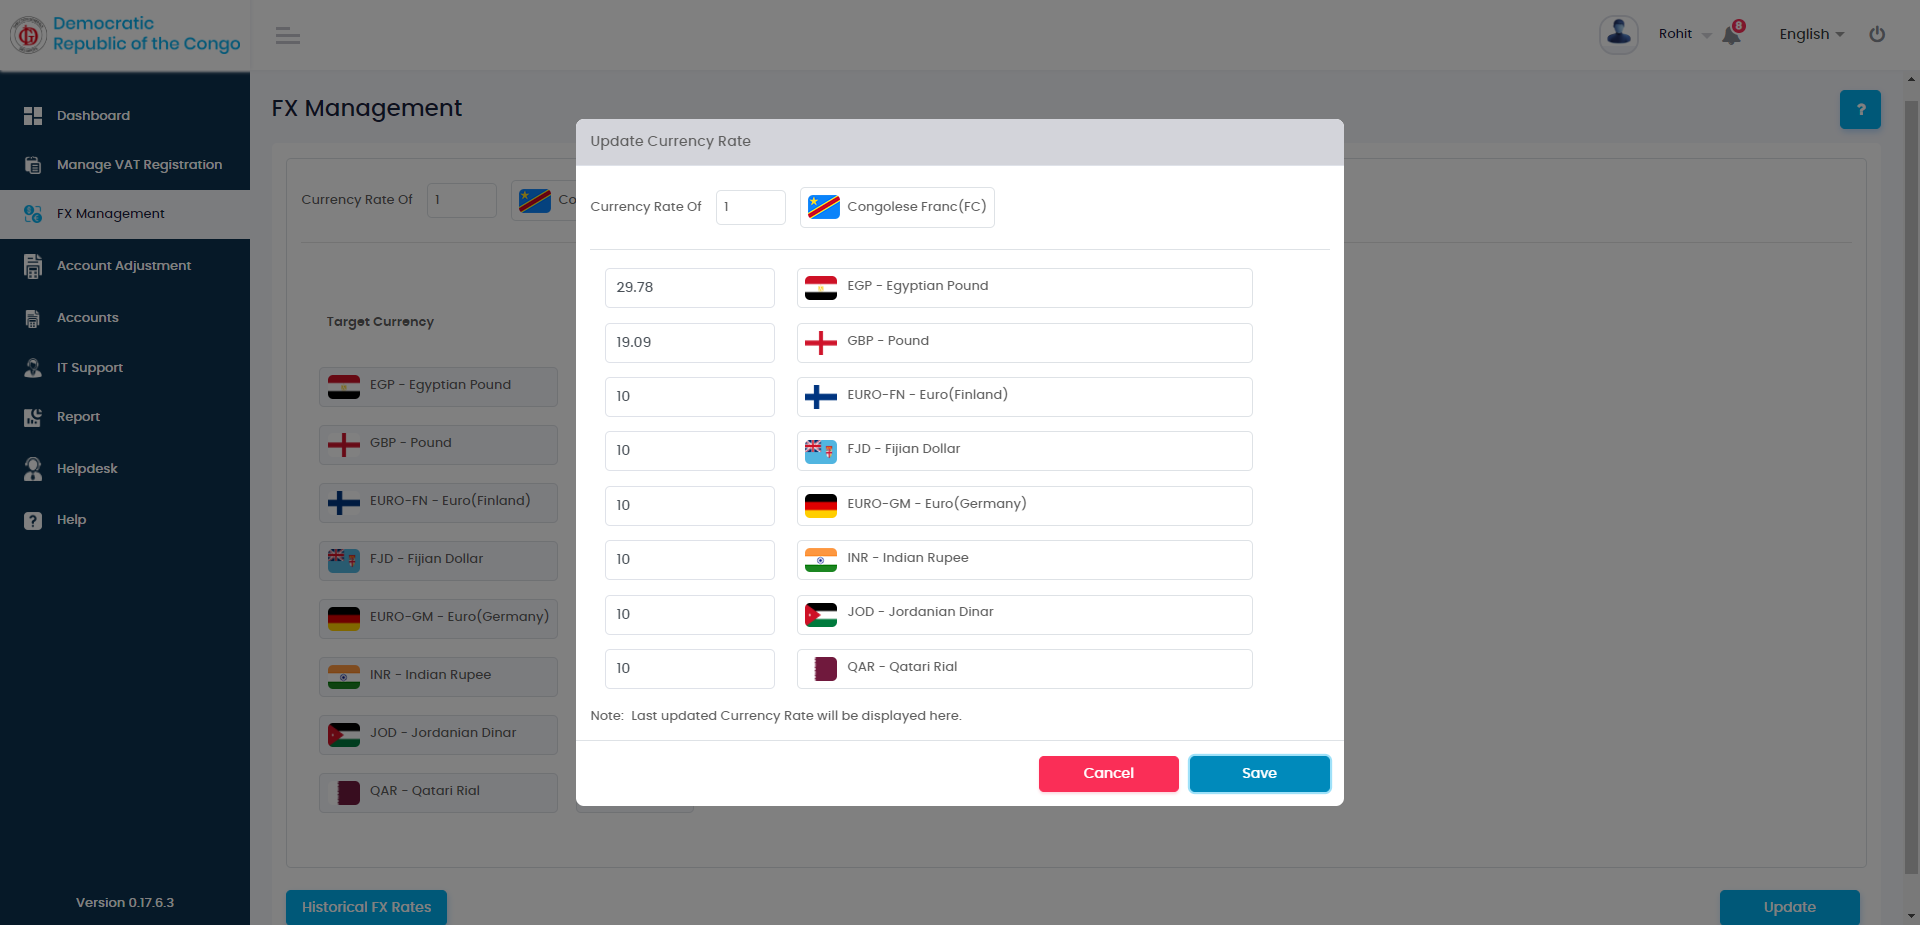 Democratic
Republic of the Congo
Rohit
8
English
Dashboard
Manage VAT Registration
FX Management
Account Adjustment
Accounts
IT Support
Report
Helpdesk
Help
Version 0.17.6.3
FX Management
?
Currency Rate Of 1 Co
Target Currency
EGP - Egyptian Pound
GBP - Pound
EURO-FN - Euro(Finland)
FJD - Fijian Dollar
EURO-GM - Euro(Germany)
INR - Indian Rupee
JOD - Jordanian Dinar
QAR - Qatari Rial
Historical FX Rates
Update
Update Currency Rate
Currency Rate Of 1 Congolese Franc(FC)
29.78 EGP - Egyptian Pound
19.09 GBP - Pound
10 EURO-FN - Euro(Finland)
10 FJD - Fijian Dollar
10 EURO-GM - Euro(Germany)
10 INR - Indian Rupee
10 JOD - Jordanian Dinar
10 QAR - Qatari Rial
Note: Last updated Currency Rate will be displayed here.
Cancel
Save